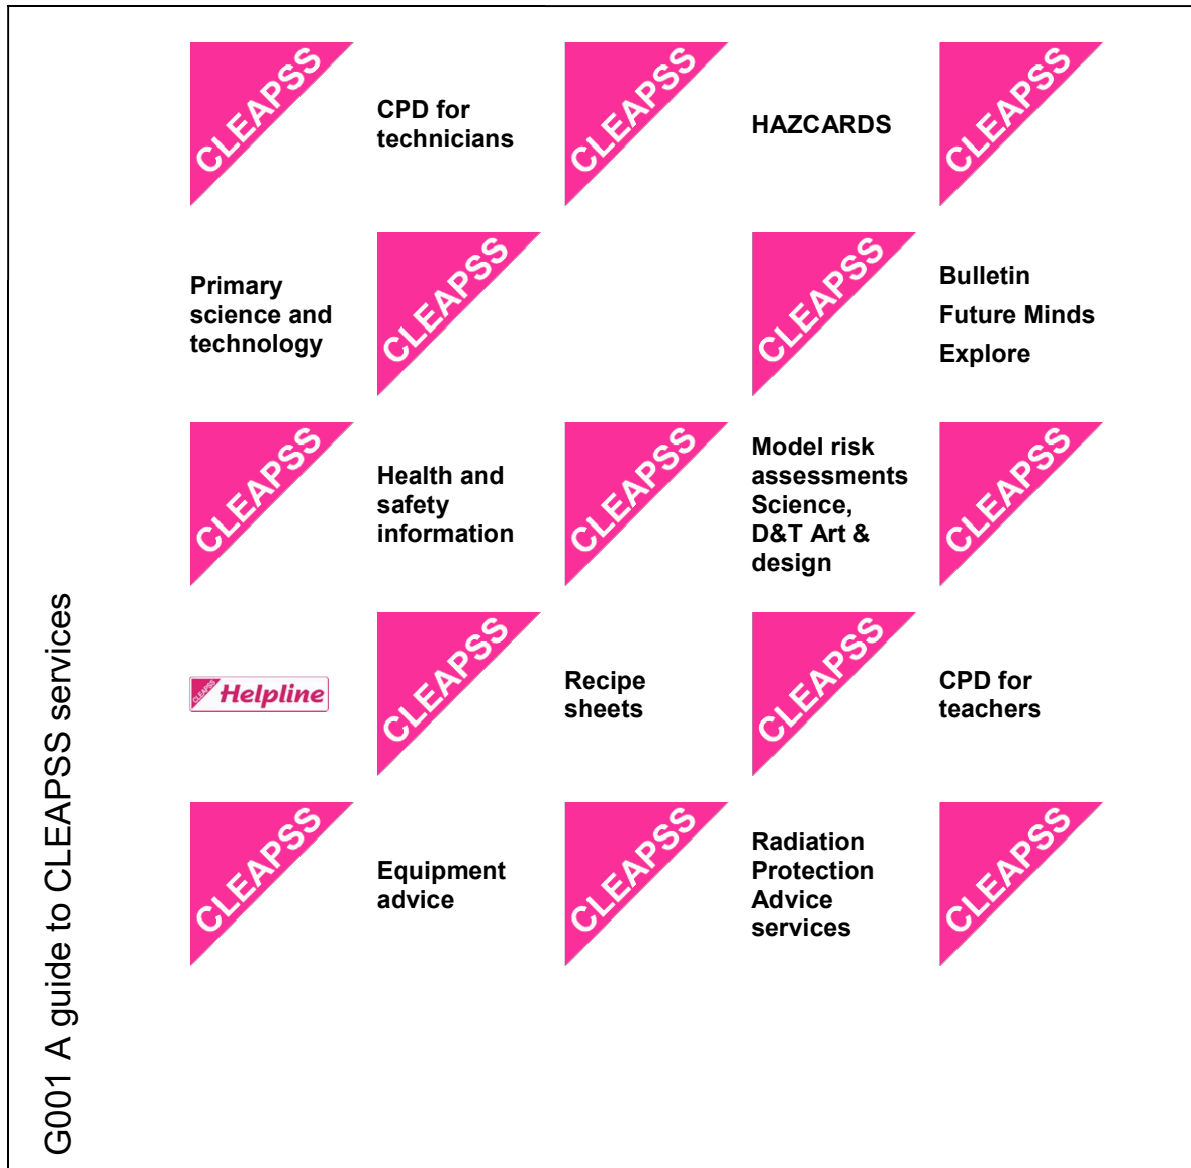 CLEAPSS
CPD for
technicians
CLEAPSS
HAZCARDS
CLEAPSS
Primary
science and
technology
CLEAPSS
CLEAPSS
Bulletin
Future Minds
Explore
CLEAPSS
Health and
safety
information
CLEAPSS
Model risk
assessments
Science,
D&T Art &
design
CLEAPSS
CLEAPSS Helpline
CLEAPSS
Recipe
sheets
CLEAPSS
CPD for
teachers
CLEAPSS
Equipment
advice
CLEAPSS
Radiation
Protection
Advice
services
CLEAPSS
G001 A guide to CLEAPSS services